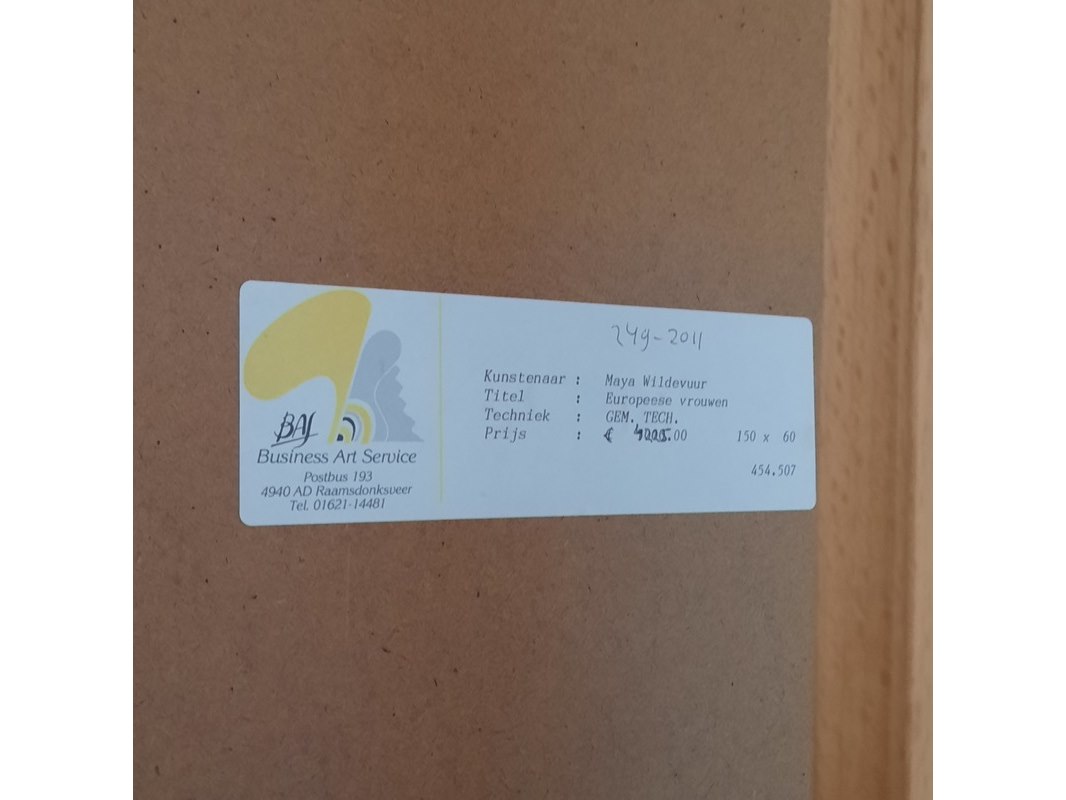 BAS
Business Art Service
Postbus 193
4940 AD Raamsdonksveer
Tel. 01621-14481
249-2011
Kunstenaar : Maya Wildevuur
Titel : Europeese vrouwen
Techniek : GEM. TECH.
Prijs : € .00 150 x 60
454.507